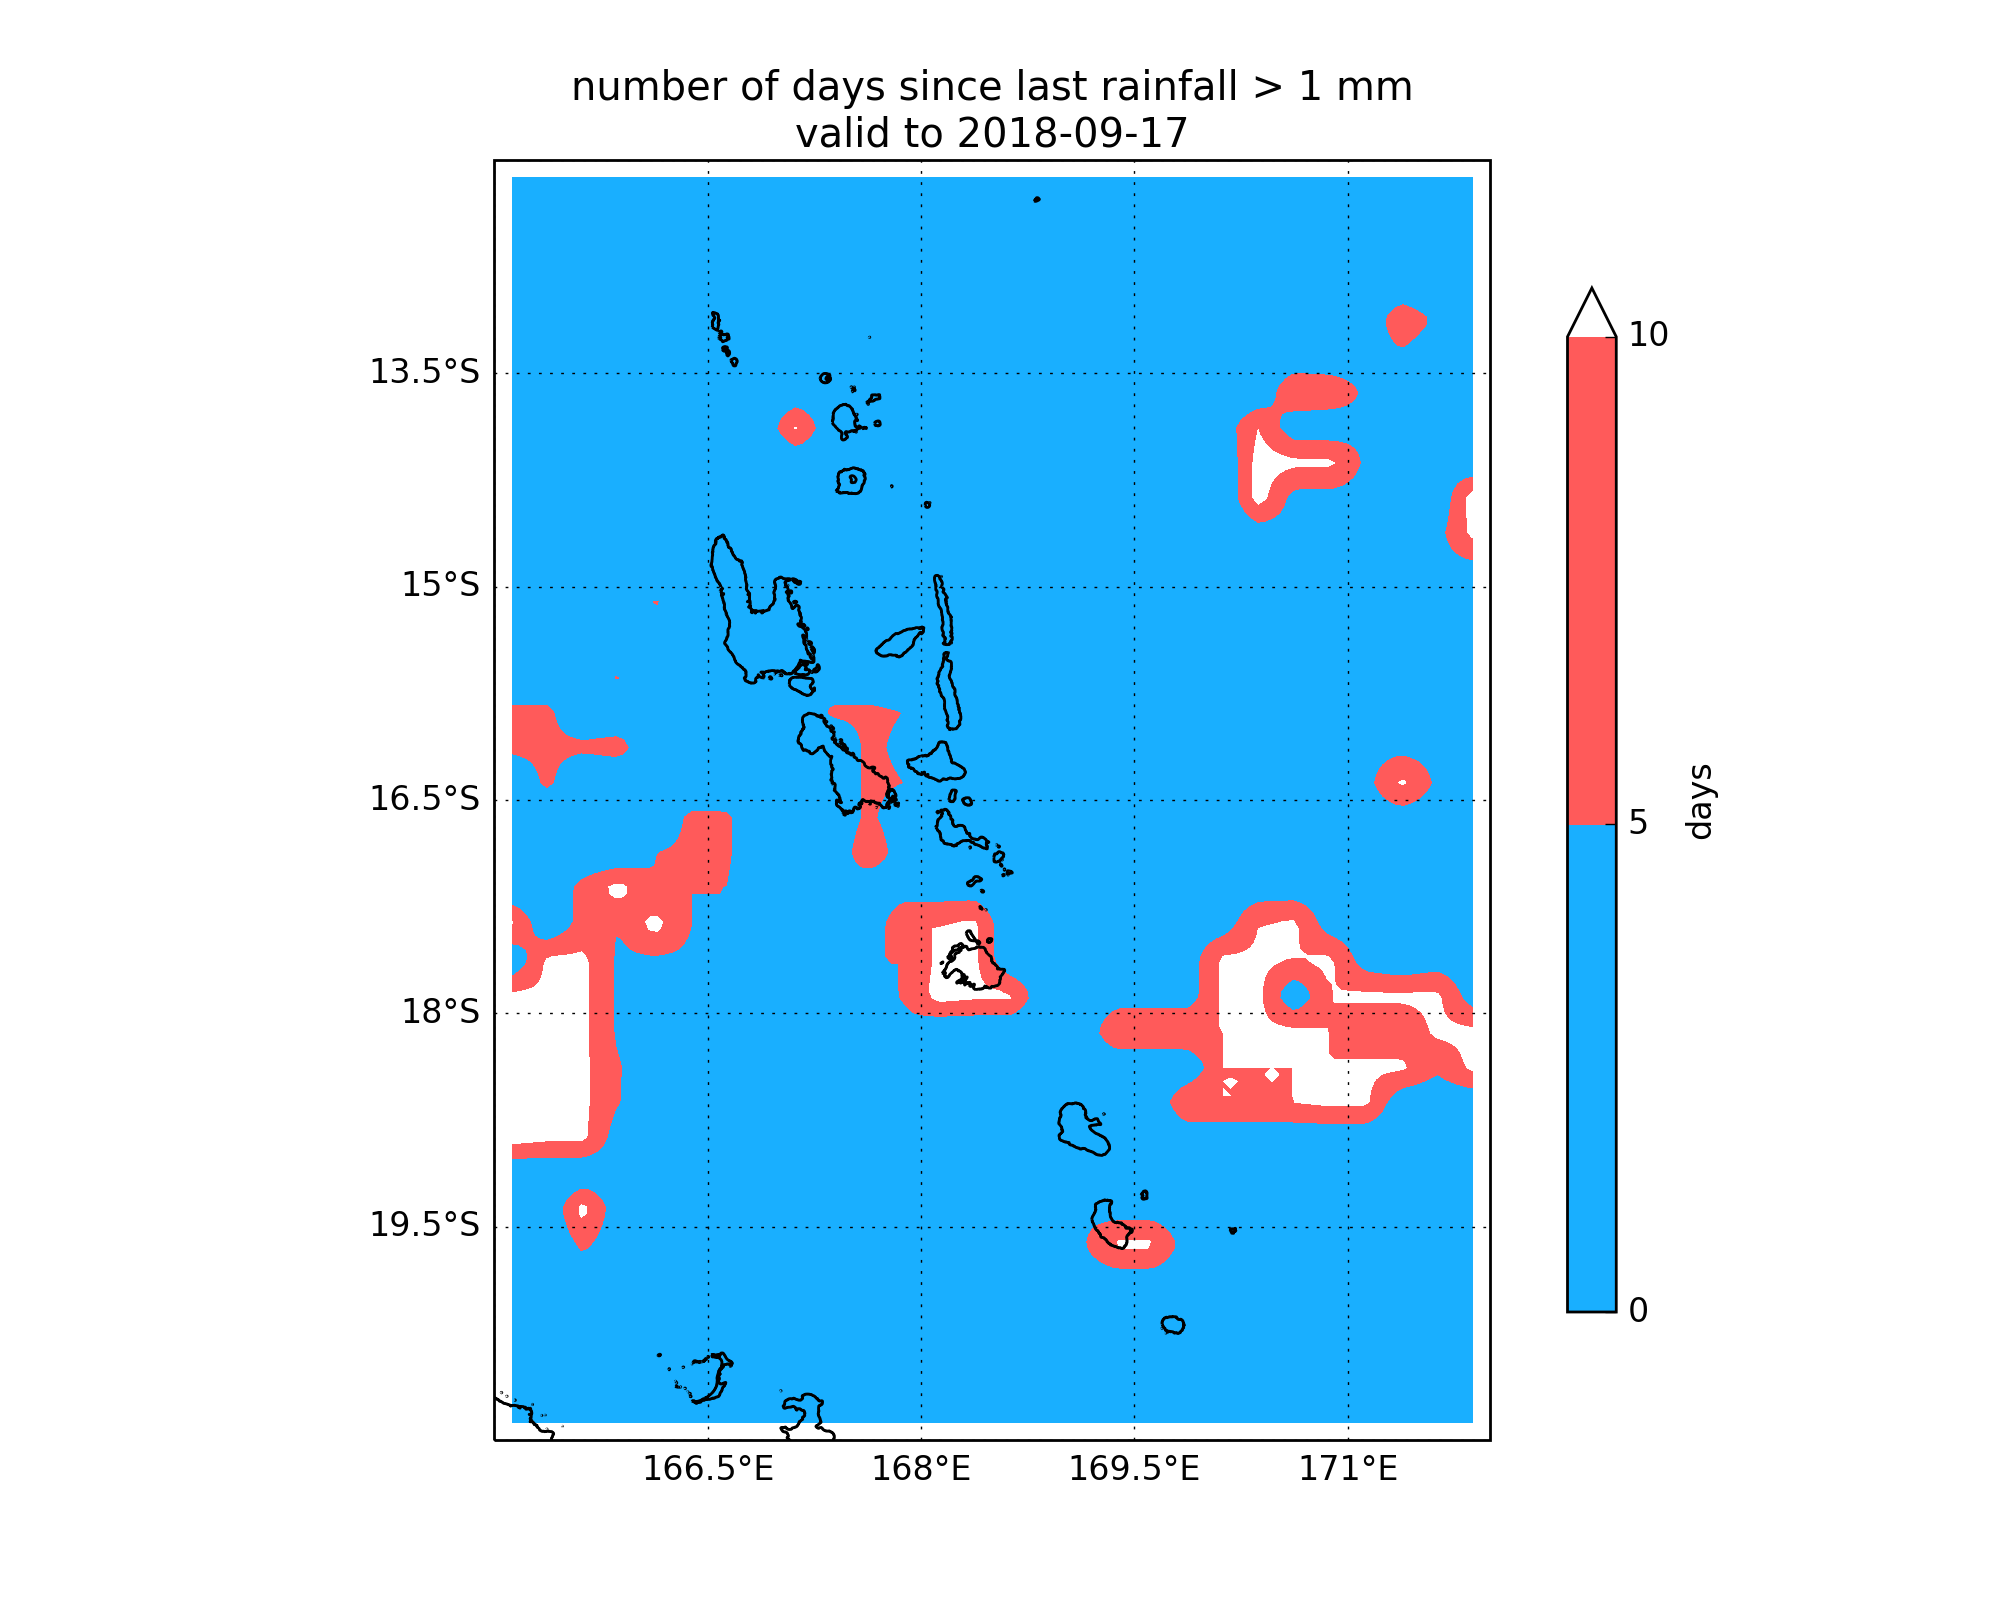 number of days since last rainfall > 1 mm
valid to 2018-09-17
13.5°S
15°S
16.5°S
18°S
19.5°S
166.5°E
168°E
169.5°E
171°E
10
5
0
days